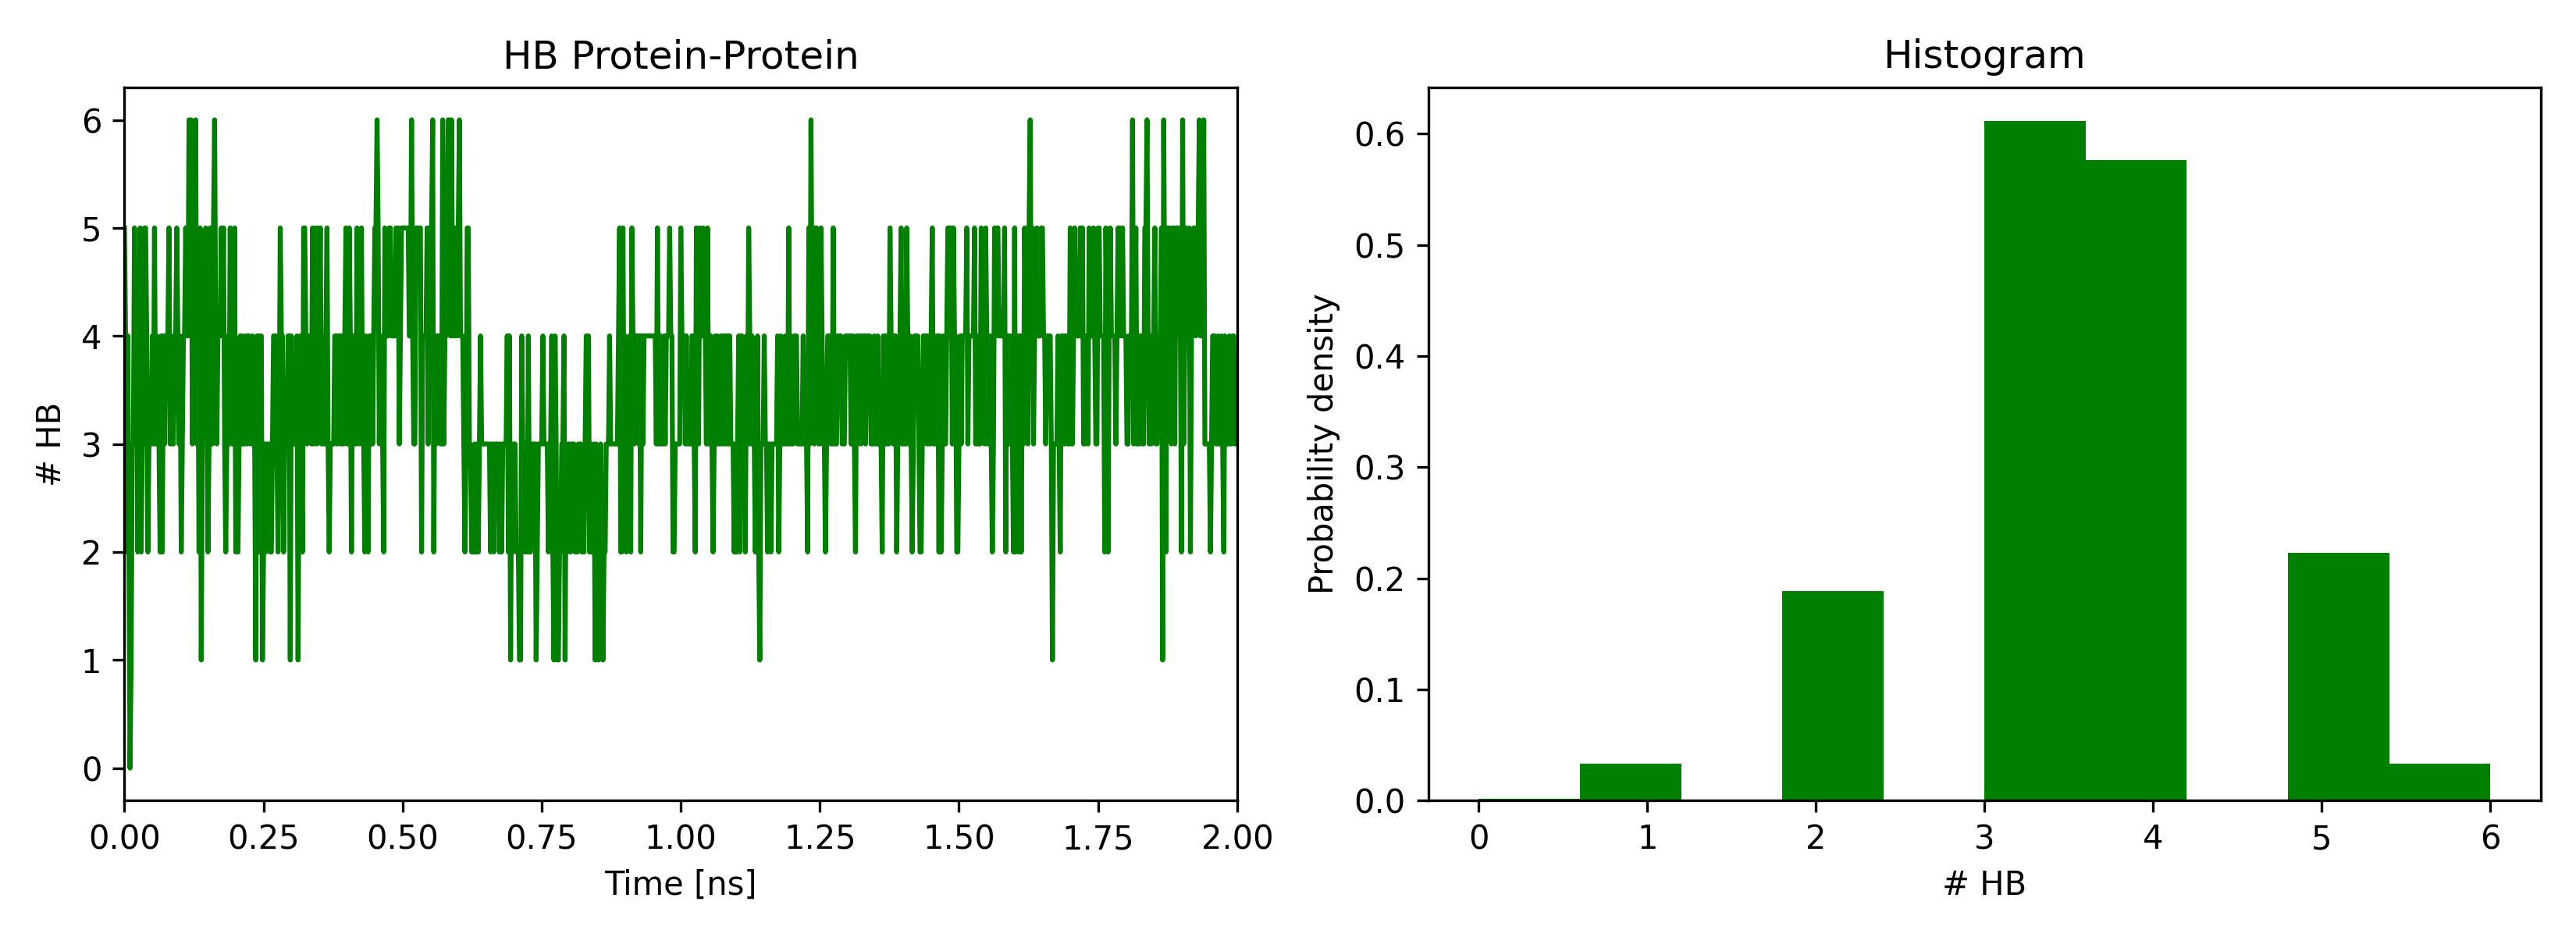 HB Protein-Protein
# HB
6
5
4
3
2
1
0
0.00 0.25 0.50 0.75 1.00 1.25 1.50 1.75 2.00
Time [ns]
Histogram
Probability density
0.6
0.5
0.4
0.3
0.2
0.1
0.0
0 1 2 3 4 5 6
# HB